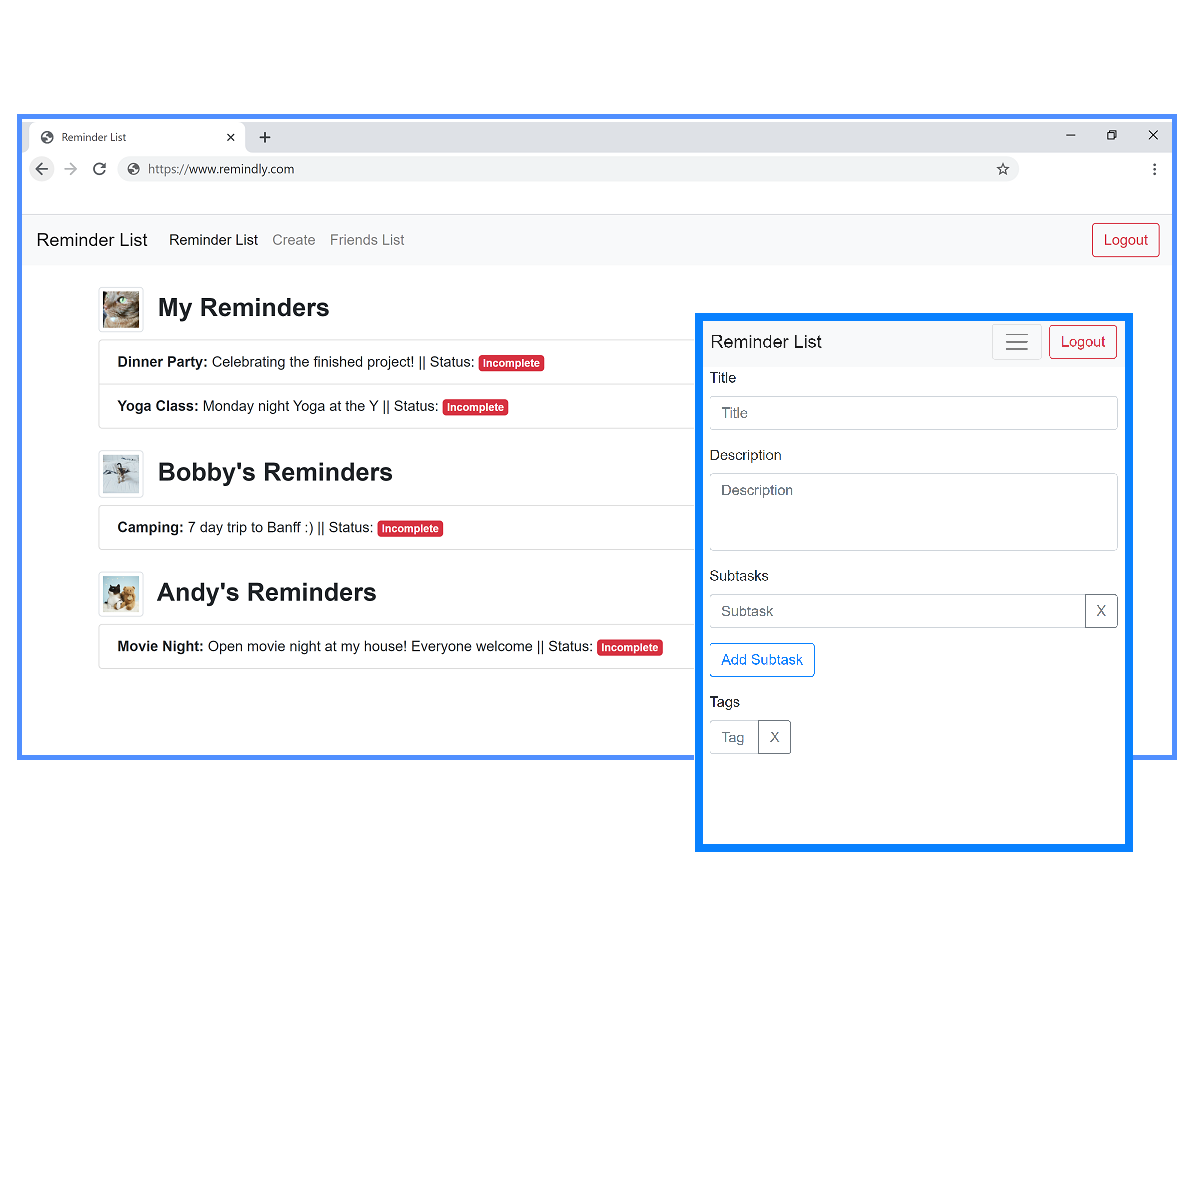 Reminder List
https://www.remindly.com
Reminder List Reminder List Create Friends List Logout
My Reminders
Dinner Party: Celebrating the finished project! || Status: Incomplete
Yoga Class: Monday night Yoga at the Y || Status: Incomplete
Bobby's Reminders
Camping: 7 day trip to Banff :) || Status: Incomplete
Andy's Reminders
Movie Night: Open movie night at my house! Everyone welcome || Status: Incomplete
Reminder List Logout
Title
Title
Description
Description
Subtasks
Subtask X
Add Subtask
Tags
Tag X